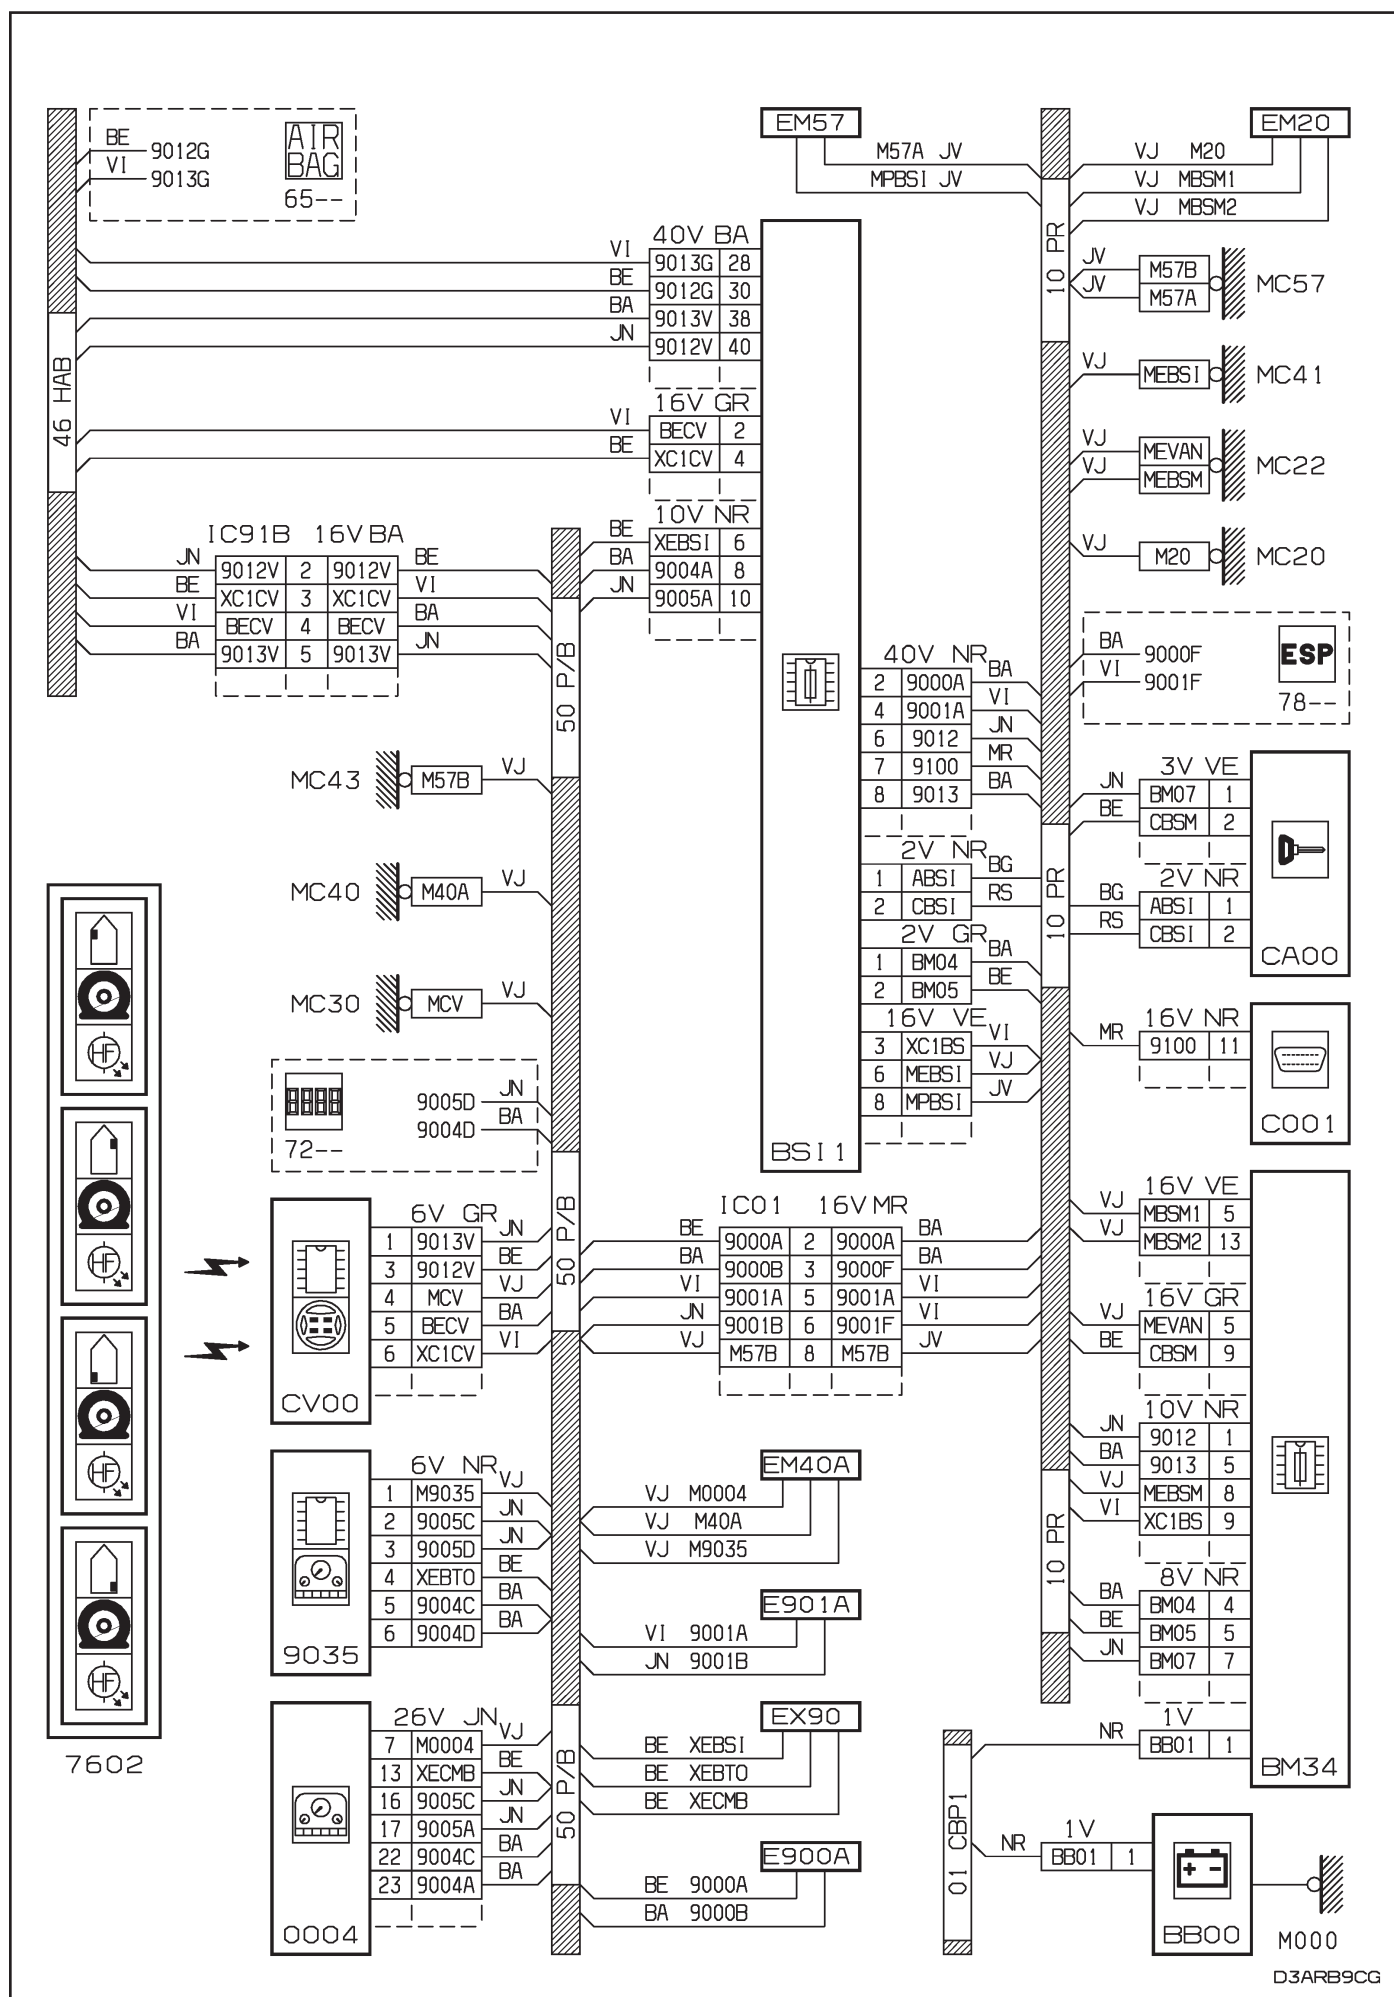 46 HAB
BE 9012G
VI 9013G
AIR
BAG
65--
EM57
M57A JV
MPBSI JV
EM20
VJ M20
VJ MBSM1
VJ MBSM2
10 PR
JV M57B
JV M57A
MC57
VJ MEBSI MC41
VJ MEVAN
VJ MEBSM
MC22
VJ M20 MC20
BA 9000F
VI 9001F
ESP
78--
BSI1
40V BA
VI 9013G 28
BE 9012G 30
BA 9013V 38
JN 9012V 40
16V GR
VI BECV 2
BE XC1CV 4
10V NR
BE XEBSI 6
BA 9004A 8
JN 9005A 10
IC91B 16V BA
JN 9012V 2 9012V BE
BE XC1CV 3 XC1CV VI
VI BECV 4 BECV BA
BA 9013V 5 9013V JN
50 P/B
40V NR
2 9000A BA
4 9001A VI
6 9012 JN
7 9100 MR
8 9013 BA
2V NR
1 ABSI BG
2 CBSI RS
2V GR
1 BM04 BA
2 BM05 BE
16V VE
3 XC1BS VI
6 MEBSI VJ
8 MPBSI JV
10 PR
3V VE
JN BM07 1
BE CBSM 2
2V NR
BG ABSI 1
RS CBSI 2
CA00
16V NR
MR 9100 11
C001
MC43 M57B VJ
MC40 M40A VJ
MC30 MCV VJ
72--
9005D JN
9004D BA
50 P/B
HF
HF
HF
HF
7602
6V GR
1 9013V JN
3 9012V BE
4 MCV VJ
5 BECV BA
6 XC1CV VI
CV00
IC01 16V MR
BE 9000A 2 9000A BA
BA 9000B 3 9000F BA
VI 9001A 5 9001A VI
JN 9001B 6 9001F VI
VJ M57B 8 M57B JV
16V VE
VJ MBSM1 5
VJ MBSM2 13
16V GR
VJ MEVAN 5
BE CBSM 9
10V NR
JN 9012 1
BA 9013 5
VJ MEBSM 8
VI XC1BS 9
8V NR
BA BM04 4
BE BM05 5
JN BM07 7
1V
NR BB01 1
BM34
10 PR
6V NR
1 M9035 VJ
2 9005C JN
3 9005D JN
4 XEBTO BE
5 9004C BA
6 9004D BA
9035
EM40A
VJ M0004
VJ M40A
VJ M9035
E901A
VI 9001A
JN 9001B
26V JN
7 M0004 VJ
13 XECMB BE
16 9005C JN
17 9005A JN
22 9004C BA
23 9004A BA
0004
50 P/B
EX90
BE XEBSI
BE XEBTO
BE XECMB
E900A
BE 9000A
BA 9000B
01 CBP1
1V
NR BB01 1
BB00
M000
D3ARB9CG